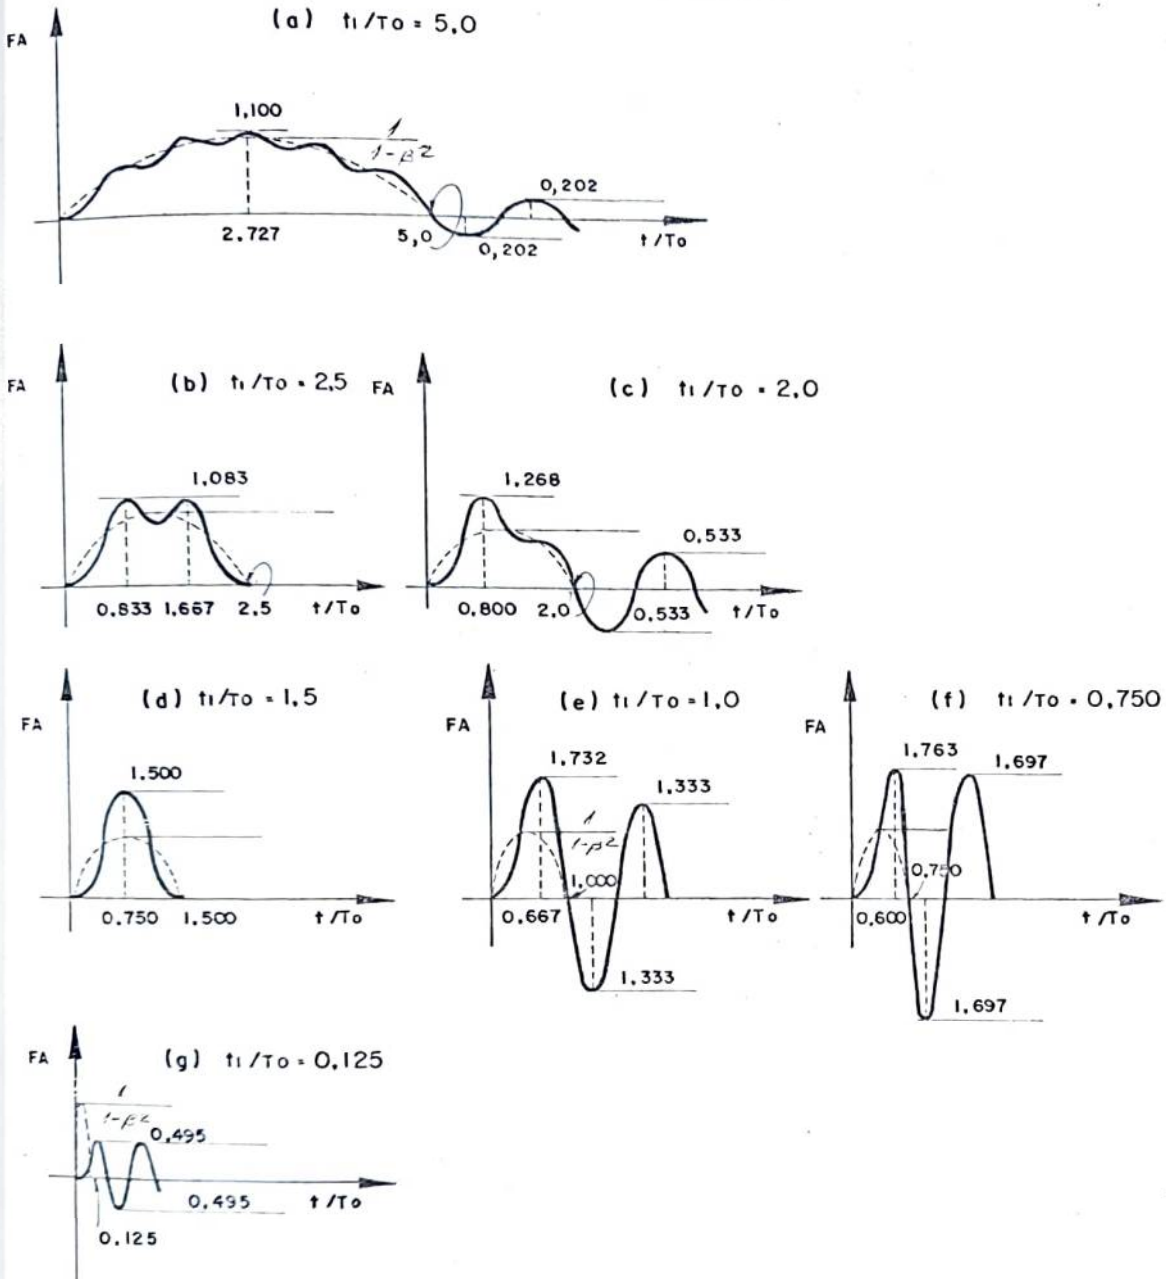 (a) t₁/To = 5,0
FA
1,100
1
1-β²
0,202
2.727
5,0
0,202
t/To
FA
(b) t₁/To = 2,5
FA
(c) t₁/To = 2,0
1,083
1,268
0,533
0.833 1,667 2.5 t/To
0.800 2.0 0.533 t/To
(d) t₁/To = 1,5
FA
1.500
0.750 1.500 t/To
(e) t₁/To = 1,0
FA
1,732
1.333
1
1-β²
1.000
0.667
t/To
1,333
(f) t₁/To = 0,750
FA
1,763
1,697
0,750
0,600
t/To
1,697
(g) t₁/To = 0,125
FA
1
1-β²
0,495
0.495
t/To
0.125